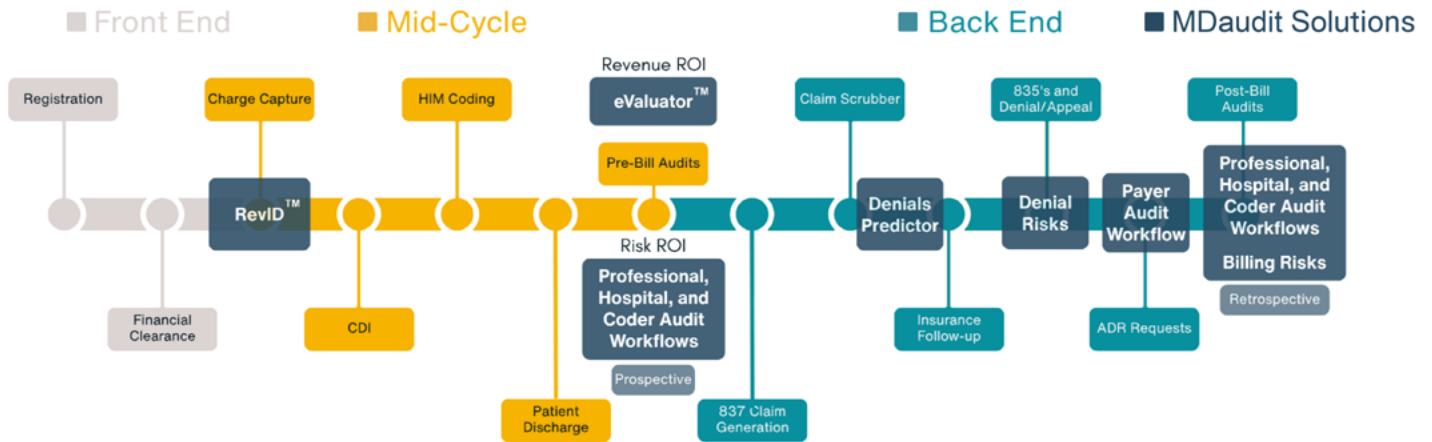 Front End
Mid-Cycle
Back End
MDaudit Solutions
Registration
Charge Capture
HIM Coding
Revenue ROI
eValuator™
Claim Scrubber
835's and
Denial/Appeal
Post-Bill
Audits
Pre-Bill Audits
RevID™
Denials
Predictor
Denial
Risks
Payer
Audit
Workflow
Professional,
Hospital, and
Coder Audit
Workflows
Billing Risks
Retrospective
Risk ROI
Professional,
Hospital, and
Coder Audit
Workflows
Prospective
Financial
Clearance
CDI
Insurance
Follow-up
ADR Requests
Patient
Discharge
837 Claim
Generation